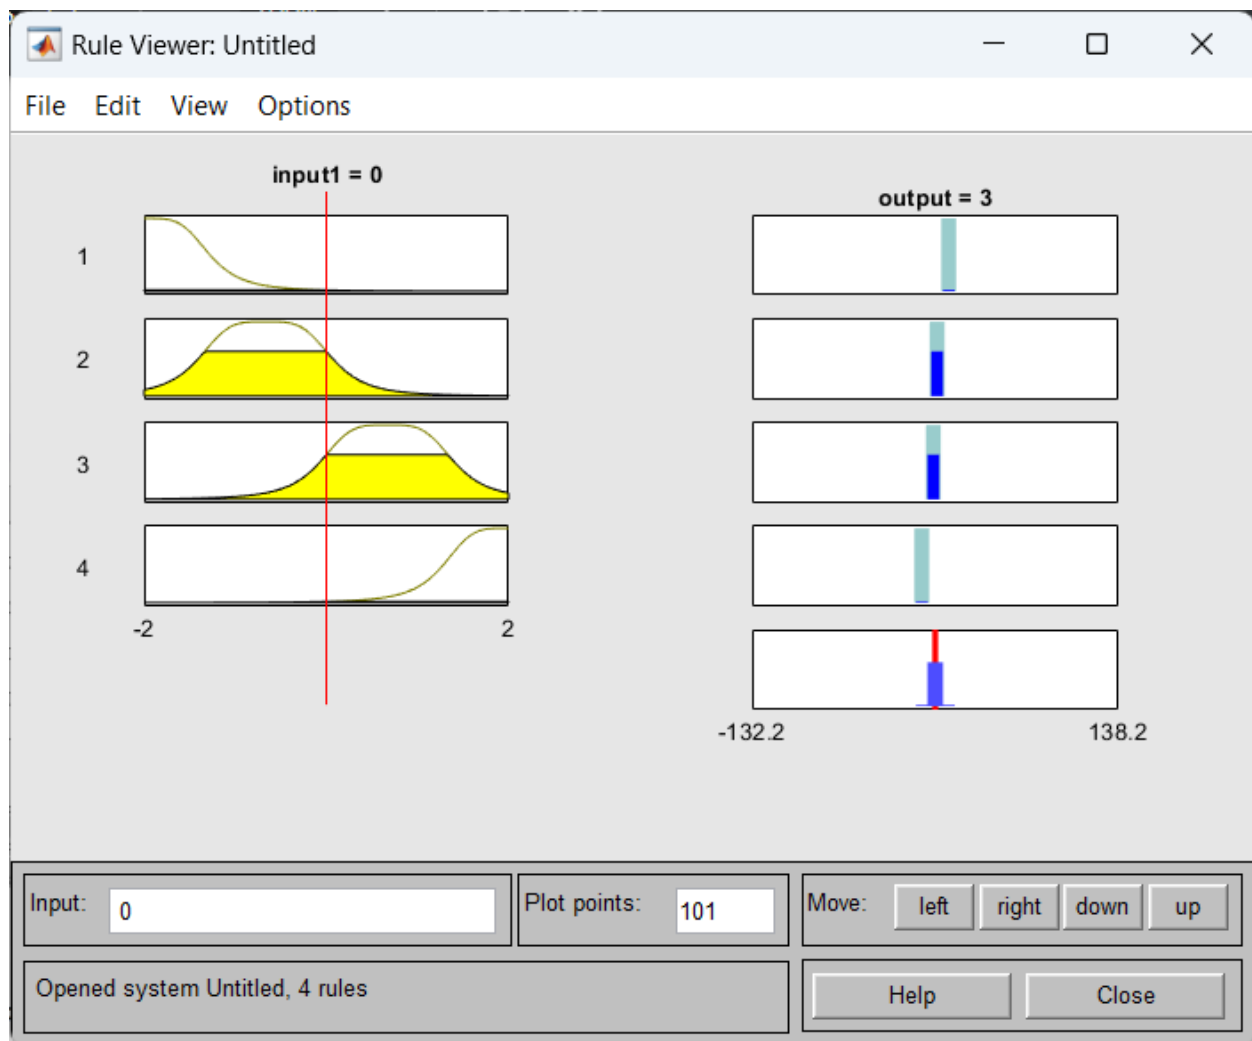 Rule Viewer: Untitled
File Edit View Options
input1 = 0
output = 3
1
2
3
4
-2 2
-132.2 138.2
Input: 0 Plot points: 101 Move: left right down up
Opened system Untitled, 4 rules Help Close